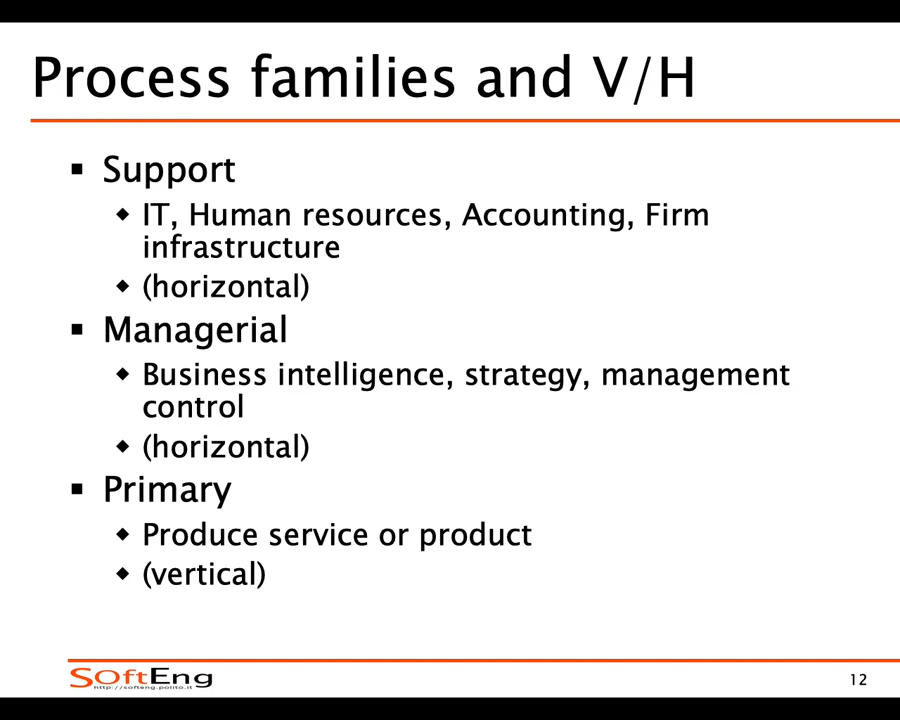 Process families and V/H
▪ Support
◆ IT, Human resources, Accounting, Firm
infrastructure
◆ (horizontal)
▪ Managerial
◆ Business intelligence, strategy, management
control
◆ (horizontal)
▪ Primary
◆ Produce service or product
◆ (vertical)
SOftEng
http://softeng.polito.it
12